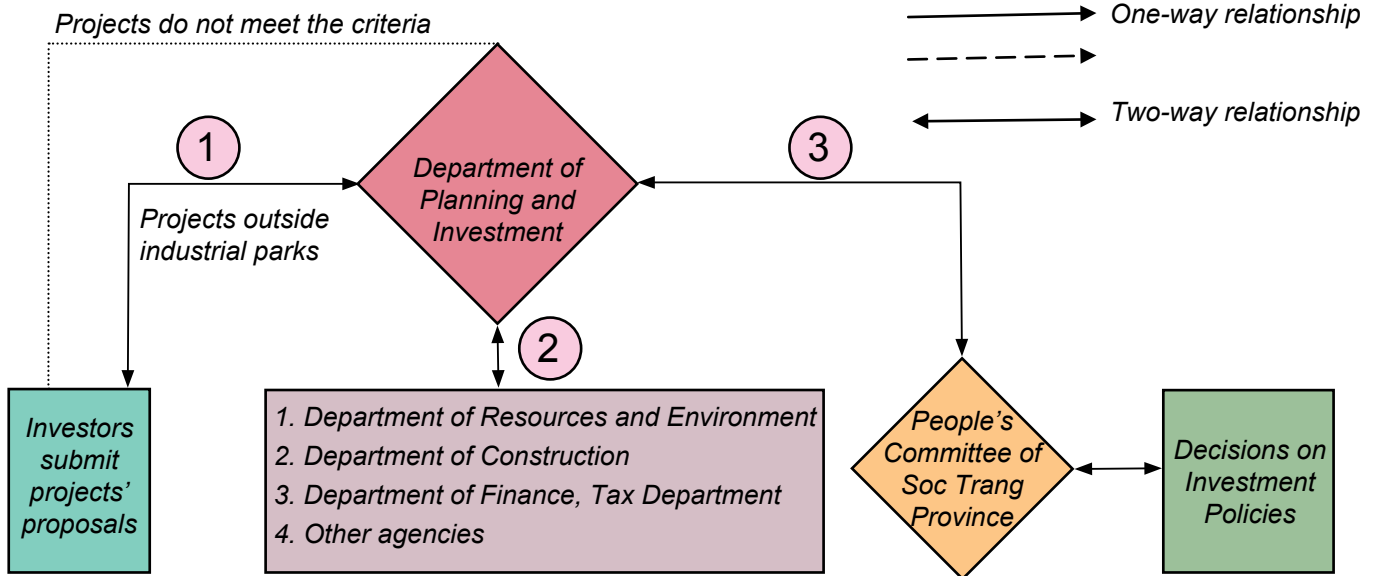 Projects do not meet the criteria
One-way relationship
Two-way relationship
1
3
Department of
Planning and
Investment
Projects outside
industrial parks
2
Investors
submit
projects’
proposals
1. Department of Resources and Environment
2. Department of Construction
3. Department of Finance, Tax Department
4. Other agencies
People’s
Committee of
Soc Trang
Province
Decisions on
Investment
Policies